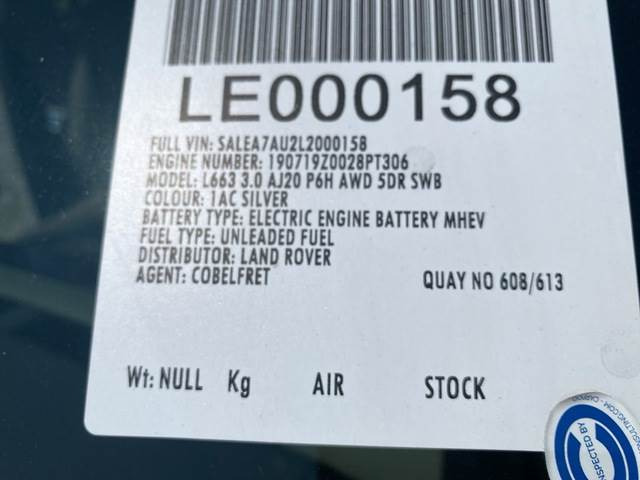 LE000158
FULL VIN: SALEA7AU2L2000158
ENGINE NUMBER: 190719Z0028PT306
MODEL: L663 3.0 AJ20 P6H AWD 5DR SWB
COLOUR: 1AC SILVER
BATTERY TYPE: ELECTRIC ENGINE BATTERY MHEV
FUEL TYPE: UNLEADED FUEL
DISTRIBUTOR: LAND ROVER
AGENT: COBELFRET QUAY NO 608/613
Wt: NULL Kg AIR STOCK